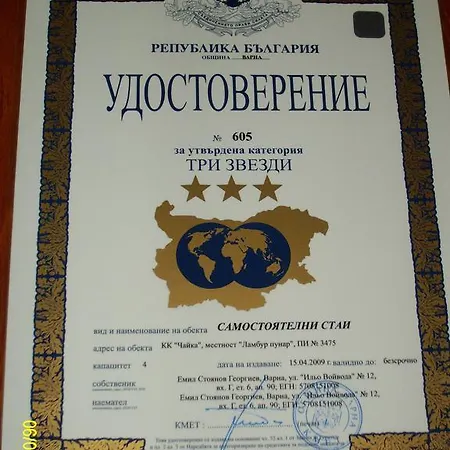 РЕПУБЛИКА БЪЛГАРИЯ
ОБЩИНА ВАРНА
УДОСТОВЕРЕНИЕ
№ 605
за утвърдена категория
ТРИ ЗВЕЗДИ
вид и наименование на обекта САМОСТОЯТЕЛНИ СТАИ
адрес на обекта КК "Чайка", местност "Ламбур пунар", ПИ № 3475
капацитет 4 дата на издаване: 15.04.2009 г. валидно до: безсрочно
Емил Стоянов Георгиев, Варна, ул. "Ильо Войвода" № 12,
собственик вх. Г, ет. 6, ап. 90, ЕГН: 5708151008
Емил Стоянов Георгиев, Варна, ул. "Ильо Войвода" № 12,
наемател вх. Г, ет. 6, ап. 90, ЕГН: 5708151008
КМЕТ : печат